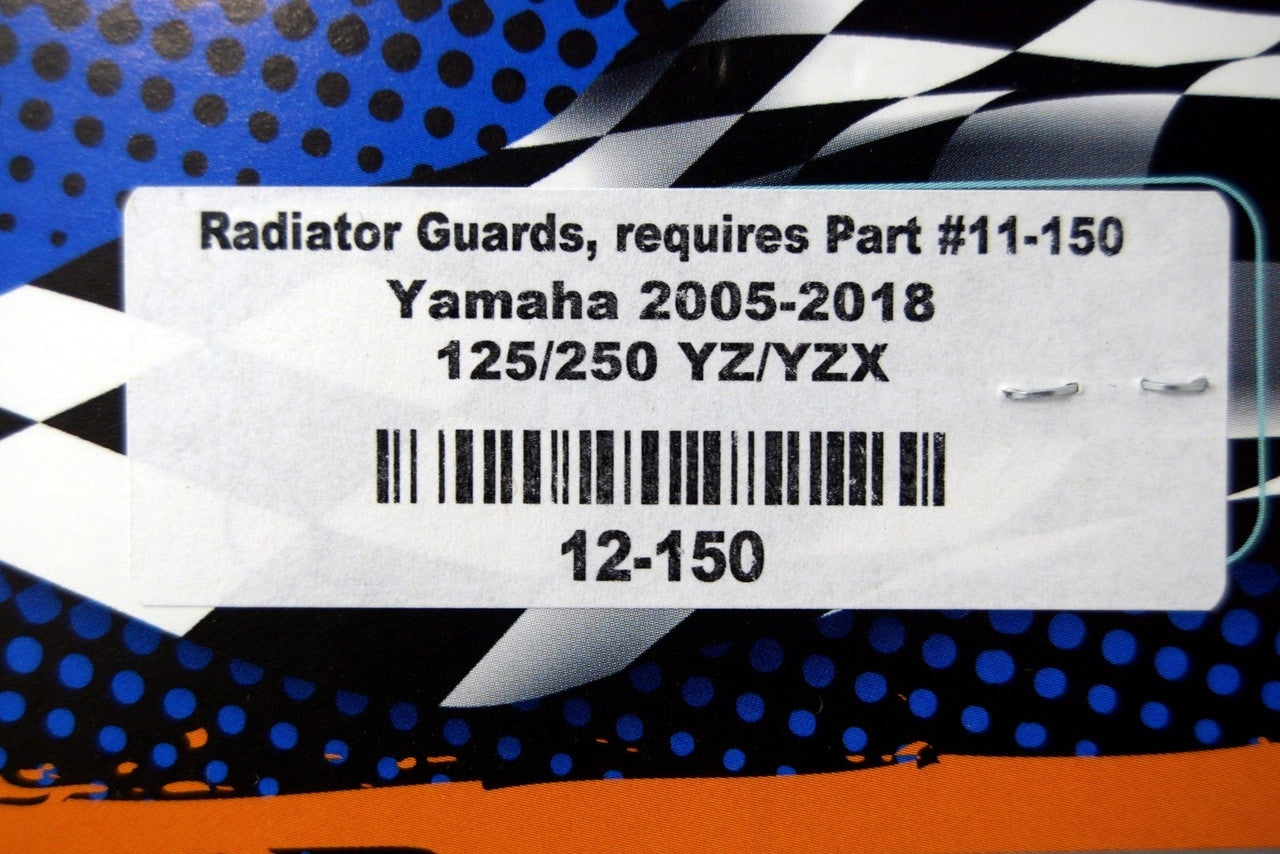 Radiator Guards, requires Part #11-150
Yamaha 2005-2018
125/250 YZ/YZX
12-150